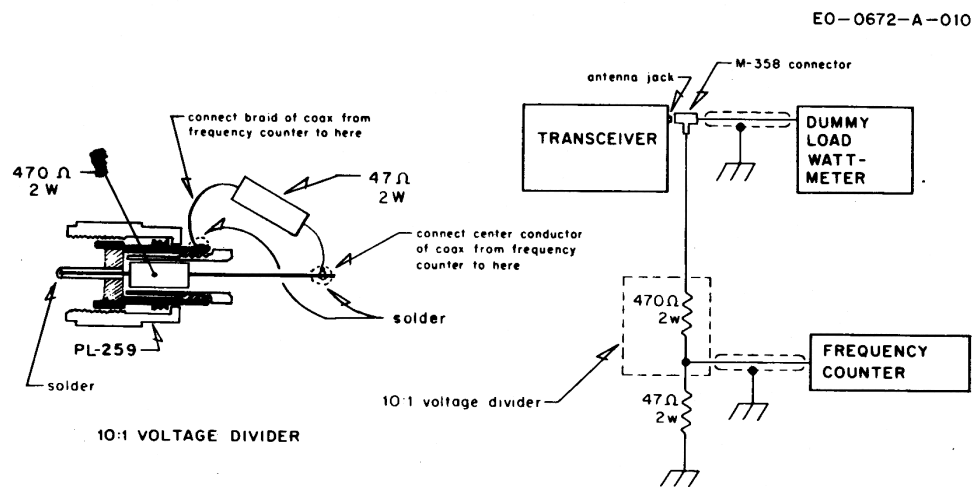 EO-0672-A-010
M-358 connector
antenna jack
connect braid of coax from
frequency counter to here
TRANSCEIVER
DUMMY
LOAD
WATT-
METER
470 Ω
2 W
47 Ω
2 W
connect center conductor
of coax from frequency
counter to here
solder
PL-259
solder
470Ω
2w
FREQUENCY
COUNTER
10:1 voltage divider
47Ω
2w
10:1 VOLTAGE DIVIDER